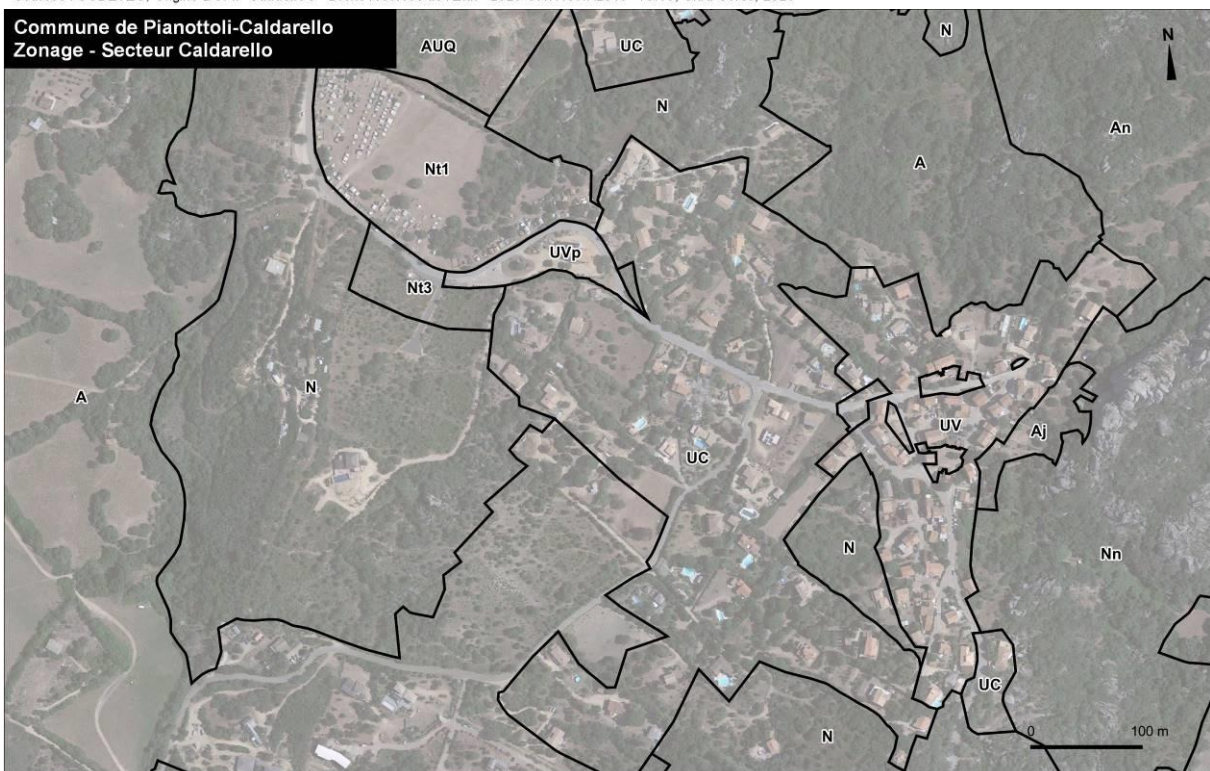 Commune de Pianottoli-Caldarello
Zonage - Secteur Caldarello
N
AUQ
UC
N
N
An
Nt1
A
UVp
Nt3
N
A
UV
Aj
UC
N
Nn
UC
N
0 100 m